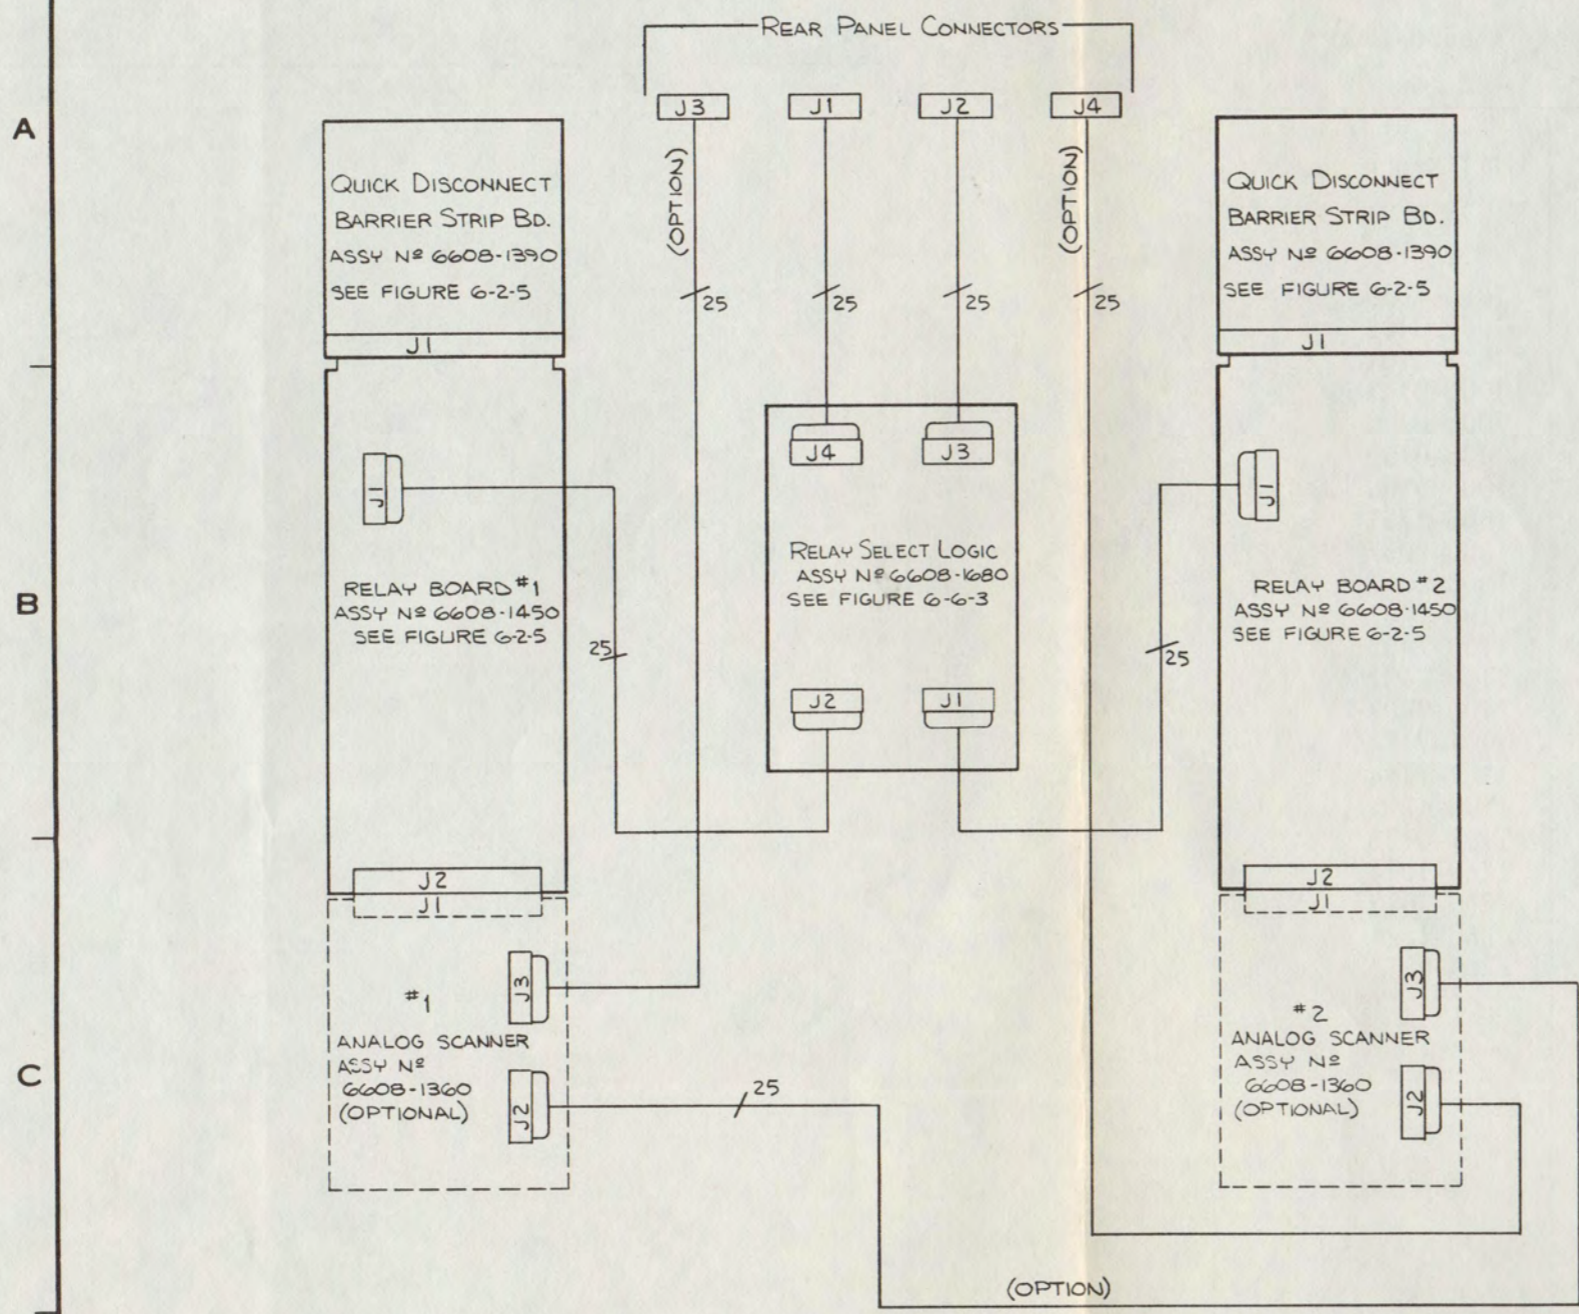 REAR PANEL CONNECTORS
J3
J1
J2
J4
(OPTION)
(OPTION)
25
25
25
25
A
B
C
QUICK DISCONNECT
BARRIER STRIP BD.
ASSY Nº 6608-1390
SEE FIGURE 6-2-5
J1
J1
RELAY BOARD #1
ASSY Nº 6608-1450
SEE FIGURE 6-2-5
J2
J1
25
J4
J3
RELAY SELECT LOGIC
ASSY Nº 6608-1680
SEE FIGURE 6-6-3
J2
J1
25
QUICK DISCONNECT
BARRIER STRIP BD.
ASSY Nº 6608-1390
SEE FIGURE 6-2-5
J1
J1
RELAY BOARD #2
ASSY Nº 6608-1450
SEE FIGURE 6-2-5
J2
J1
#1
ANALOG SCANNER
ASSY Nº
6608-1360
(OPTIONAL)
J3
J2
25
#2
ANALOG SCANNER
ASSY Nº
6608-1360
(OPTIONAL)
J3
J2
(OPTION)